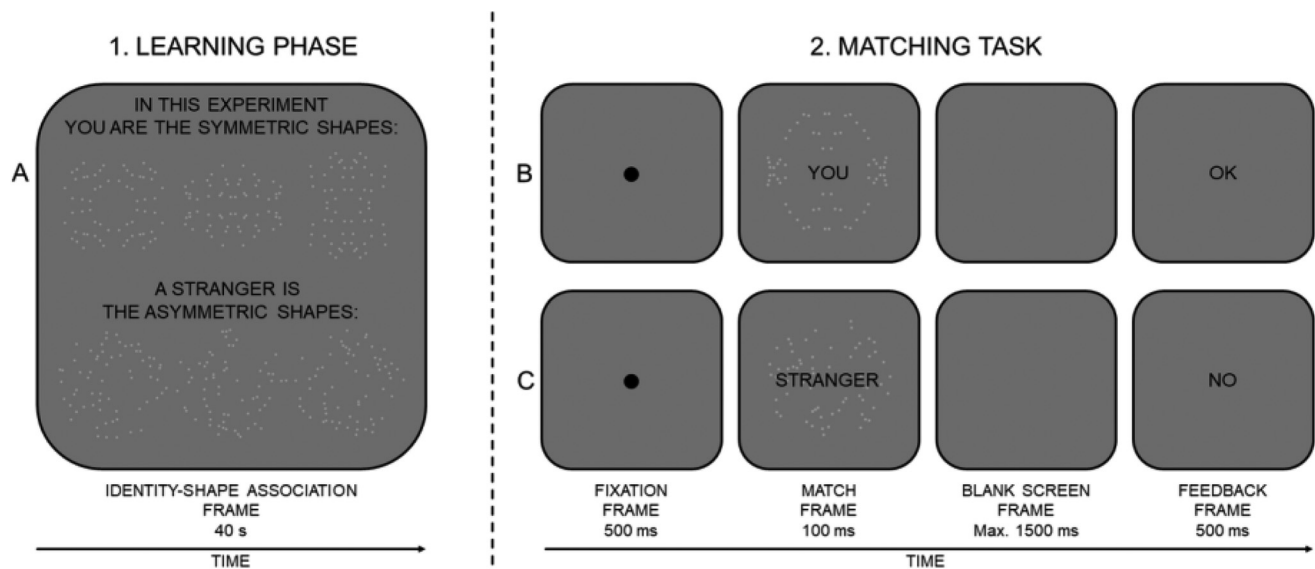 1. LEARNING PHASE
A
IN THIS EXPERIMENT
YOU ARE THE SYMMETRIC SHAPES:
A STRANGER IS
THE ASYMMETRIC SHAPES:
IDENTITY-SHAPE ASSOCIATION
FRAME
40 s
TIME
2. MATCHING TASK
B
YOU
OK
C
STRANGER
NO
FIXATION
FRAME
500 ms
MATCH
FRAME
100 ms
BLANK SCREEN
FRAME
Max. 1500 ms
FEEDBACK
FRAME
500 ms
TIME